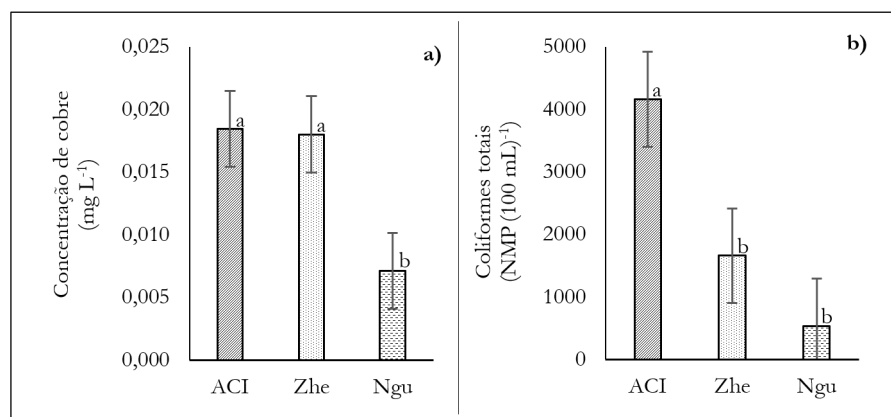 a)
Concentração de cobre
(mg L⁻¹)
0,025
0,020
0,015
0,010
0,005
0,000
a
a
b
ACI
Zhe
Ngu
b)
Coliformes totais
(NMP (100 mL)⁻¹)
5000
4000
3000
2000
1000
0
a
b
b
ACI
Zhe
Ngu